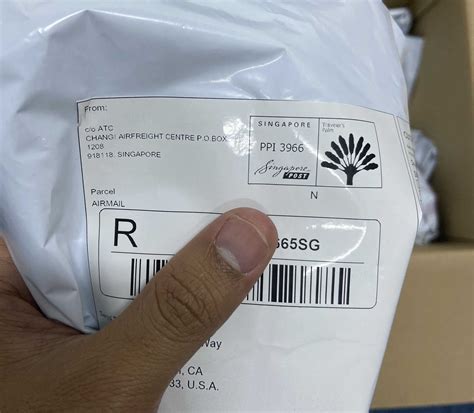 From:
c/o ATC
CHANGI AIRFREIGHT CENTRE P.O.BOX
1208
918118. SINGAPORE
SINGAPORE
PPI 3966
Singapore
POST
Traveller's
Palm
N
Parcel
AIRMAIL
R 665SG
Way
, CA
33, U.S.A.